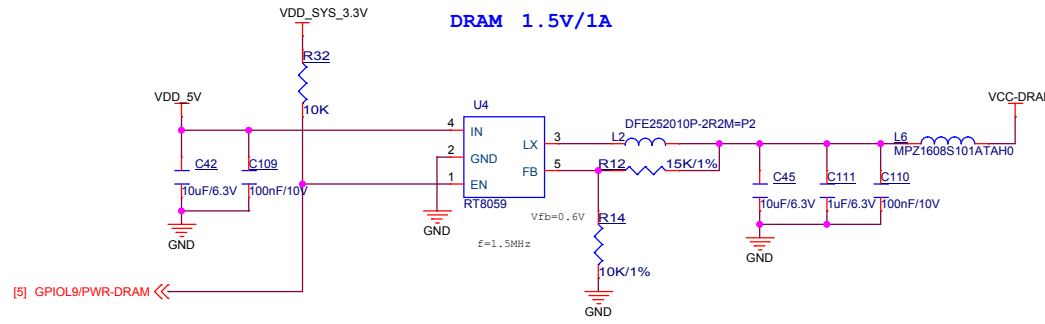 DRAM 1.5V/1A
VDD_SYS_3.3V
R32
10K
VDD_5V
C42
10uF/6.3V
C109
100nF/10V
GND
U4
4
IN
2
GND
1
EN
LX
3
FB
5
RT8059
GND
Vfb=0.6V
f=1.5MHz
DFE252010P-2R2M=P2
L2
R12
15K/1%
R14
10K/1%
GND
C45
10uF/6.3V
C111
1uF/6.3V
C110
100nF/10V
GND
L6
MPZ1608S101ATAH0
VCC-DRAM
[5] GPIOL9/PWR-DRAM